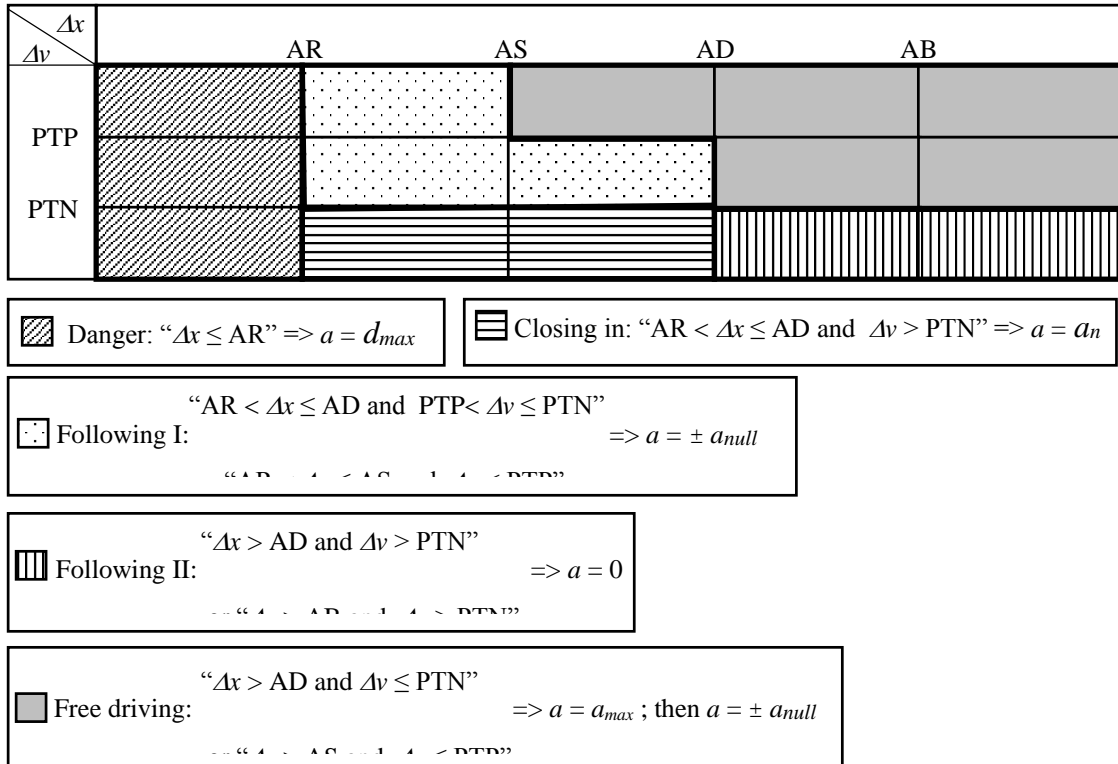 Δx
Δv
AR AS AD AB
PTP
PTN
Danger: “Δx ≤ AR” => a = dmax
Closing in: “AR < Δx ≤ AD and Δv > PTN” => a = an
“AR < Δx ≤ AD and PTP< Δv ≤ PTN”
Following I: => a = ± anull
“Δx > AD and Δv > PTN”
Following II: => a = 0
“Δx > AD and Δv ≤ PTN”
Free driving: => a = amax ; then a = ± anull